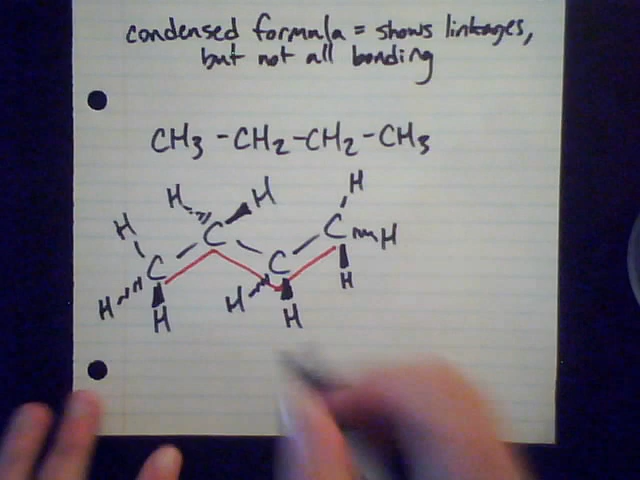 condensed formula = shows linkages,
but not all bonding
CH3 - CH2 - CH2 - CH3
H H H
H C C H
C C
H H H H
H H